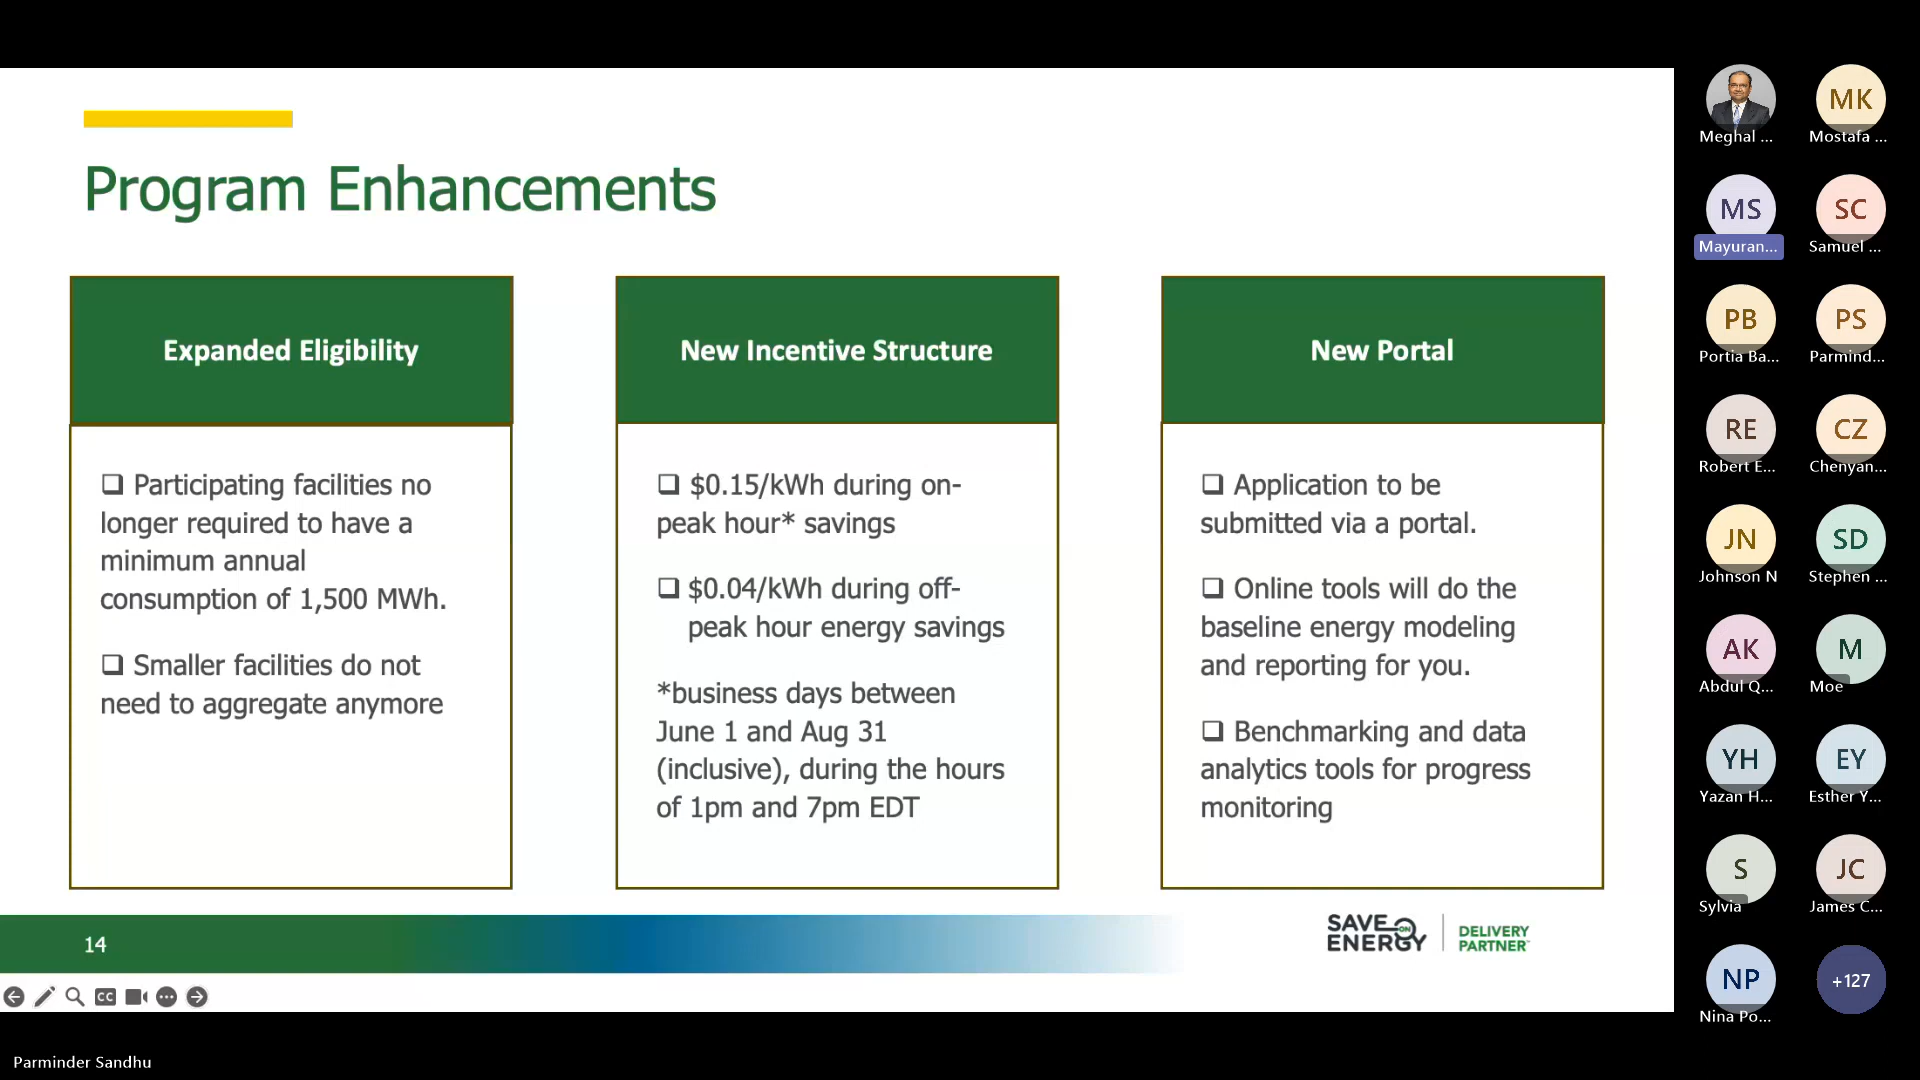 Program Enhancements
Expanded Eligibility
❑ Participating facilities no
longer required to have a
minimum annual
consumption of 1,500 MWh.
❑ Smaller facilities do not
need to aggregate anymore
New Incentive Structure
❑ $0.15/kWh during on-
peak hour* savings
❑ $0.04/kWh during off-
peak hour energy savings
*business days between
June 1 and Aug 31
(inclusive), during the hours
of 1pm and 7pm EDT
New Portal
❑ Application to be
submitted via a portal.
❑ Online tools will do the
baseline energy modeling
and reporting for you.
❑ Benchmarking and data
analytics tools for progress
monitoring
14
SAVE ON
ENERGY
DELIVERY
PARTNER™
CC
Parminder Sandhu
Meghal ...
MK
Mostafa ...
MS
Mayuran...
SC
Samuel ...
PB
Portia Ba...
PS
Parmind...
RE
Robert E...
CZ
Chenyan...
JN
Johnson N
SD
Stephen ...
AK
Abdul Q...
M
Moe
YH
Yazan H...
EY
Esther Y...
S
Sylvia
JC
James C...
NP
Nina Po...
+127